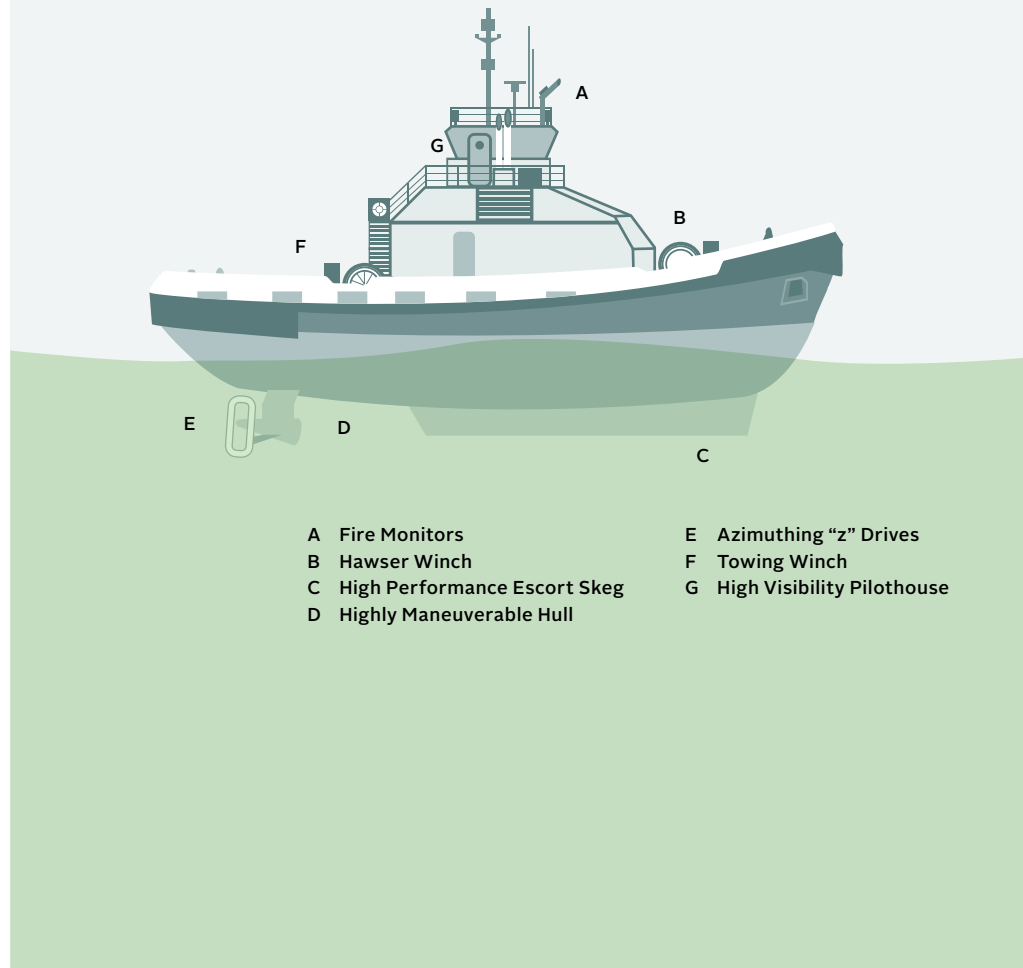 A
G
B
F
E
D
C
A Fire Monitors
B Hawser Winch
C High Performance Escort Skeg
D Highly Maneuverable Hull
E Azimuthing “z” Drives
F Towing Winch
G High Visibility Pilothouse